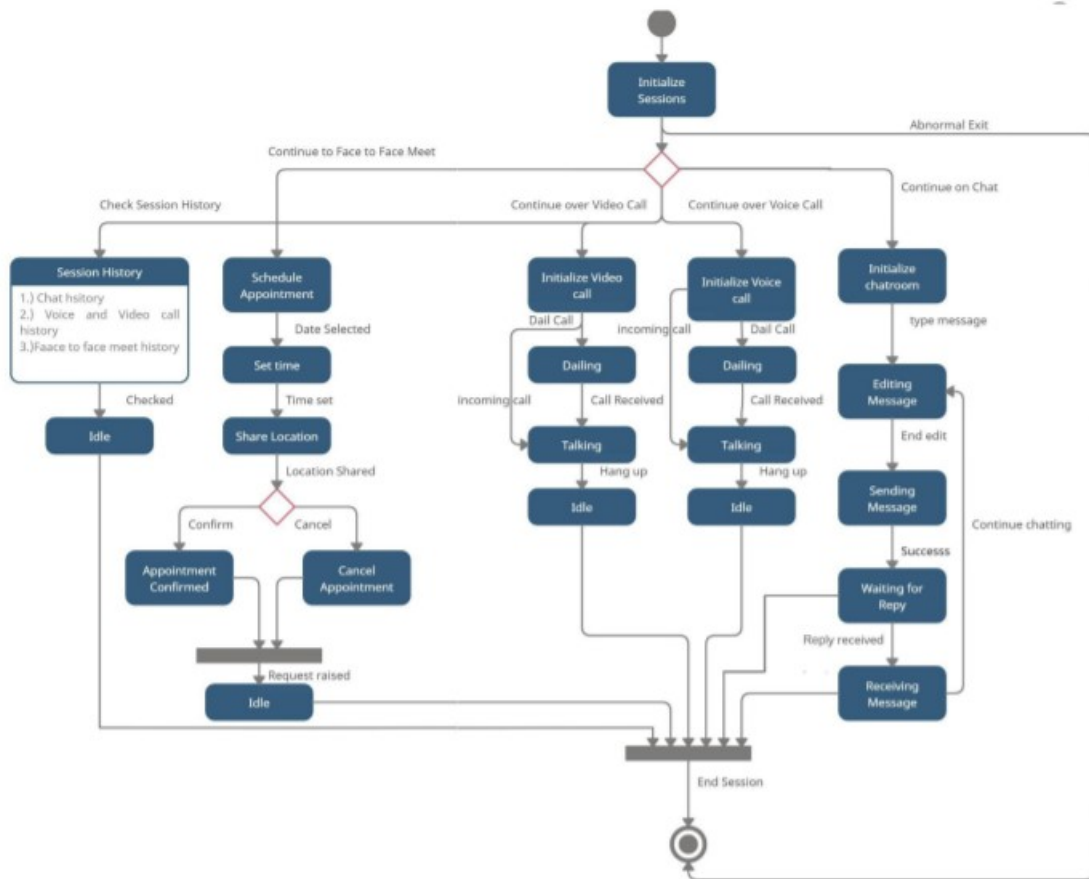 Initialize
Sessions
Abnormal Exit
Continue to Face to Face Meet
Continue on Chat
Check Session History
Continue over Video Call
Continue over Voice Call
Session History
1.) Chat hsitory
2.) Voice and Video call
history
3.)Faace to face meet history
Schedule
Appointment
Initialize Video
call
Initialize Voice
call
Initialize
chatroom
Date Selected
Dail Call
incoming call
Dail Call
type message
Set time
Dailing
Dailing
Editing
Message
Checked
Time set
incoming call
Call Received
Call Received
Idle
Share Location
Talking
Talking
End edit
Location Shared
Hang up
Hang up
Sending
Message
Idle
Idle
Confirm
Cancel
Continue chatting
Successs
Appointment
Confirmed
Cancel
Appointment
Waiting for
Repy
Reply received
Request raised
Idle
Receiving
Message
End Session